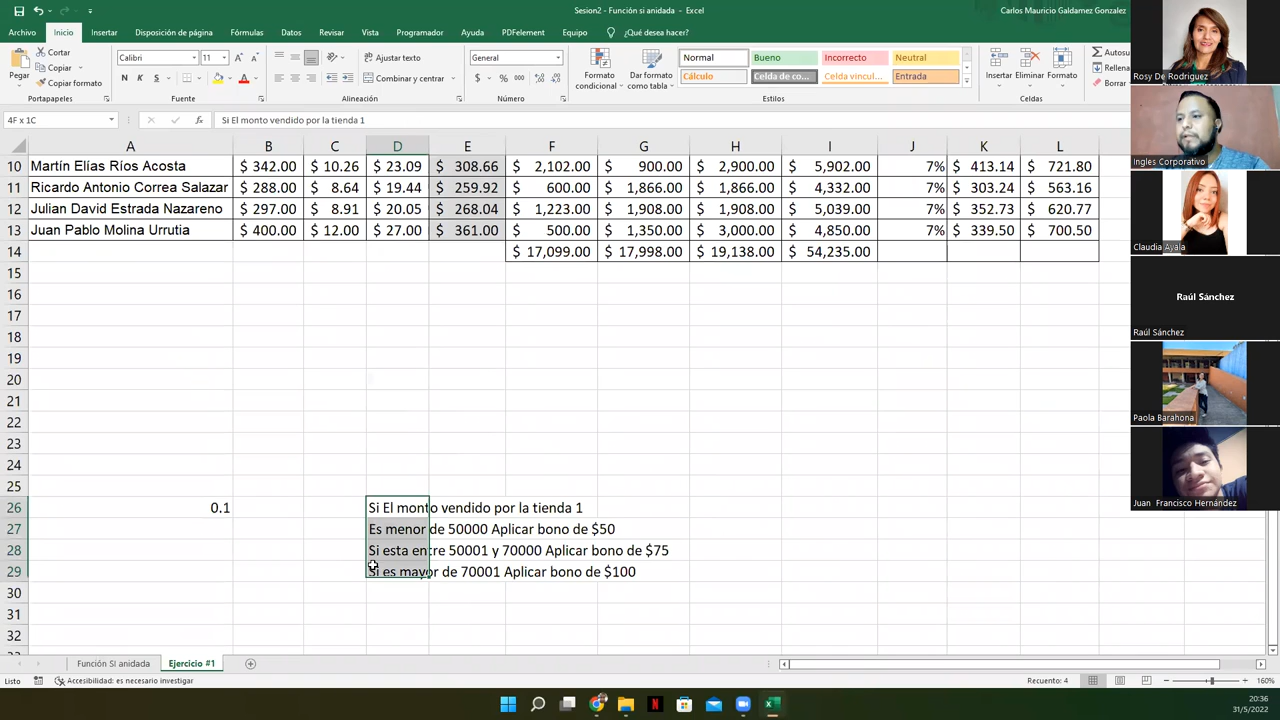 Sesion2 - Función si anidada - Excel
Carlos Mauricio Galdamez Gonzalez
Archivo Inicio Insertar Disposición de página Fórmulas Datos Revisar Vista Programador Ayuda PDFelement Equipo ¿Qué desea hacer?
Pegar
Cortar
Copiar
Copiar formato
Portapapeles
Calibri 11
N K S
Fuente
Ajustar texto
Combinar y centrar
Alineación
General
$ % 000
Número
Formato condicional
Dar formato como tabla
Normal Bueno Incorrecto Neutral
Cálculo Celda de co... Celda vincul... Entrada
Estilos
Insertar Eliminar Formato
Celdas
Autosu
Rellena
Borrar
4F x 1C
fx Si El monto vendido por la tienda 1
A B C D E F G H I J K L
10 Martín Elías Ríos Acosta $ 342.00 $ 10.26 $ 23.09 $ 308.66 $ 2,102.00 $ 900.00 $ 2,900.00 $ 5,902.00 7% $ 413.14 $ 721.80
11 Ricardo Antonio Correa Salazar $ 288.00 $ 8.64 $ 19.44 $ 259.92 $ 600.00 $ 1,866.00 $ 1,866.00 $ 4,332.00 7% $ 303.24 $ 563.16
12 Julian David Estrada Nazareno $ 297.00 $ 8.91 $ 20.05 $ 268.04 $ 1,223.00 $ 1,908.00 $ 1,908.00 $ 5,039.00 7% $ 352.73 $ 620.77
13 Juan Pablo Molina Urrutia $ 400.00 $ 12.00 $ 27.00 $ 361.00 $ 500.00 $ 1,350.00 $ 3,000.00 $ 4,850.00 7% $ 339.50 $ 700.50
14 $ 17,099.00 $ 17,998.00 $ 19,138.00 $ 54,235.00
15
16
17
18
19
20
21
22
23
24
25
26 0.1 Si El monto vendido por la tienda 1
27 Es menor de 50000 Aplicar bono de $50
28 Si esta entre 50001 y 70000 Aplicar bono de $75
29 Si es mayor de 70001 Aplicar bono de $100
30
31
32
Función SI anidada Ejercicio #1
Listo Accesibilidad: es necesario investigar
Recuento: 4
160%
20:36
31/5/2022
Rosy De Rodriguez
Ingles Corporativo
Claudia Ayala
Raúl Sánchez
Raúl Sánchez
Paola Barahona
Juan Francisco Hernández